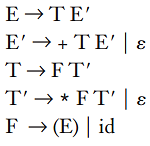 E → T E′
E′ → + T E′ | ε
T → F T′
T′ → * F T′ | ε
F → (E) | id